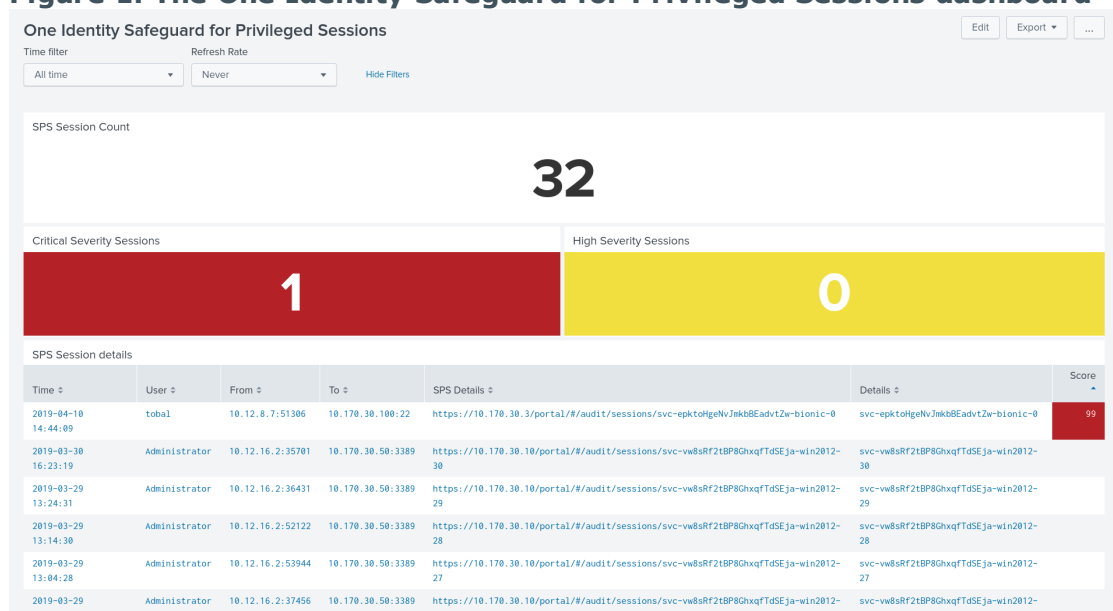 Figure 1: The One Identity Safeguard for Privileged Sessions dashboard
One Identity Safeguard for Privileged Sessions
Edit
Export
...
Time filter
Refresh Rate
All time
Never
Hide Filters
SPS Session Count
32
Critical Severity Sessions
High Severity Sessions
1
0
SPS Session details
Time User From To SPS Details Details Score
2019-04-10 tobal 10.12.8.7:51306 10.170.30.100:22 https://10.170.30.3/portal/#/audit/sessions/svc-epktoHgeNvJmkbBEadvtZw-bionic-0 svc-epktoHgeNvJmkbBEadvtZw-bionic-0 99
14:44:09
2019-03-30 Administrator 10.12.16.2:35701 10.170.30.50:3389 https://10.170.30.10/portal/#/audit/sessions/svc-vw8sRf2tBP8GhxqfTdSEja-win2012- svc-vw8sRf2tBP8GhxqfTdSEja-win2012-
16:23:19 30 30
2019-03-29 Administrator 10.12.16.2:36431 10.170.30.50:3389 https://10.170.30.10/portal/#/audit/sessions/svc-vw8sRf2tBP8GhxqfTdSEja-win2012- svc-vw8sRf2tBP8GhxqfTdSEja-win2012-
13:24:31 29 29
2019-03-29 Administrator 10.12.16.2:52122 10.170.30.50:3389 https://10.170.30.10/portal/#/audit/sessions/svc-vw8sRf2tBP8GhxqfTdSEja-win2012- svc-vw8sRf2tBP8GhxqfTdSEja-win2012-
13:14:30 28 28
2019-03-29 Administrator 10.12.16.2:53944 10.170.30.50:3389 https://10.170.30.10/portal/#/audit/sessions/svc-vw8sRf2tBP8GhxqfTdSEja-win2012- svc-vw8sRf2tBP8GhxqfTdSEja-win2012-
13:04:28 27 27
2019-03-29 Administrator 10.12.16.2:37456 10.170.30.50:3389 https://10.170.30.10/portal/#/audit/sessions/svc-vw8sRf2tBP8GhxqfTdSEja-win2012- svc-vw8sRf2tBP8GhxqfTdSEja-win2012-